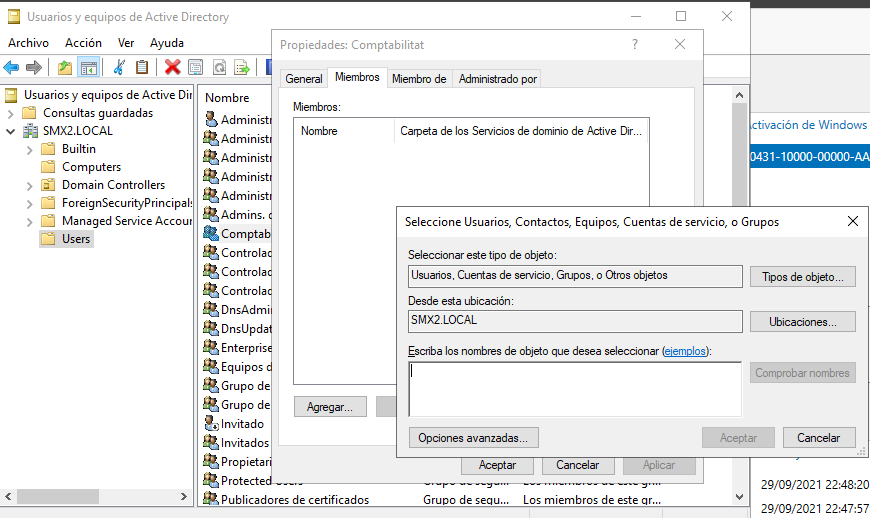 Usuarios y equipos de Active Directory
Archivo Acción Ver Ayuda
Usuarios y equipos de Active Dir
Consultas guardadas
SMX2.LOCAL
Builtin
Computers
Domain Controllers
ForeignSecurityPrincipals
Managed Service Accour
Users
Nombre
Administr
Administr
Administr
Administr
Administr
Admins. d
Comptab
Controlad
Controlad
Controlad
DnsAdmi
DnsUpdat
Enterprise
Equipos d
Grupo de
Grupo de
Invitado
Invitados
Propietari
Protected Users Grupo de segu... Los miembros de este gr...
Publicadores de certificados Grupo de segu... Los miembros de este gr...
Propiedades: Comptabilitat
?
General Miembros Miembro de Administrado por
Miembros:
Nombre Carpeta de los Servicios de dominio de Active Dir...
Agregar...
Aceptar Cancelar Aplicar
Seleccione Usuarios, Contactos, Equipos, Cuentas de servicio, o Grupos
Seleccionar este tipo de objeto:
Usuarios, Cuentas de servicio, Grupos, o Otros objetos
Tipos de objeto...
Desde esta ubicación:
SMX2.LOCAL
Ubicaciones...
Escriba los nombres de objeto que desea seleccionar (ejemplos):
Comprobar nombres
Opciones avanzadas...
Aceptar Cancelar
ctivación de Windows
0431-10000-00000-AA
29/09/2021 22:48:20
29/09/2021 22:47:57